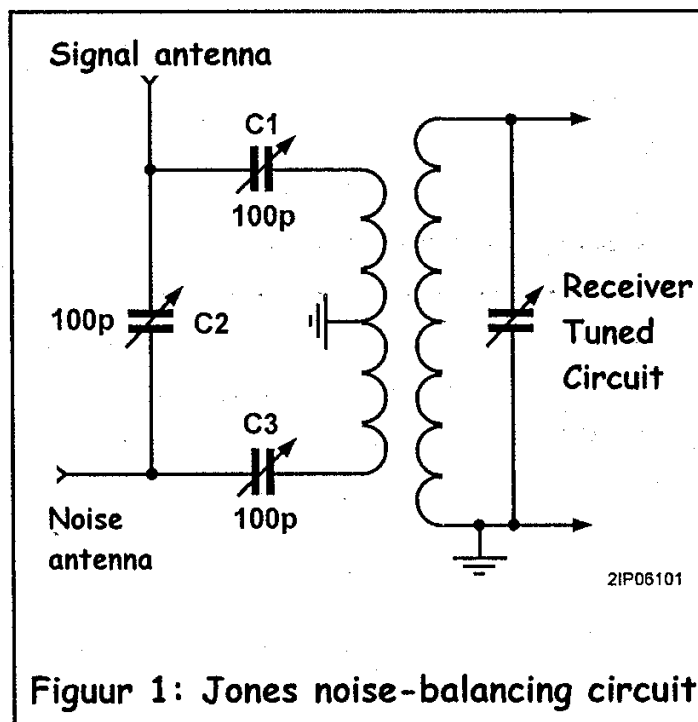 Signal antenna
C1
100p
100p
C2
Receiver
Tuned
Circuit
C3
100p
Noise
antenna
2IP06101
Figuur 1: Jones noise-balancing circuit